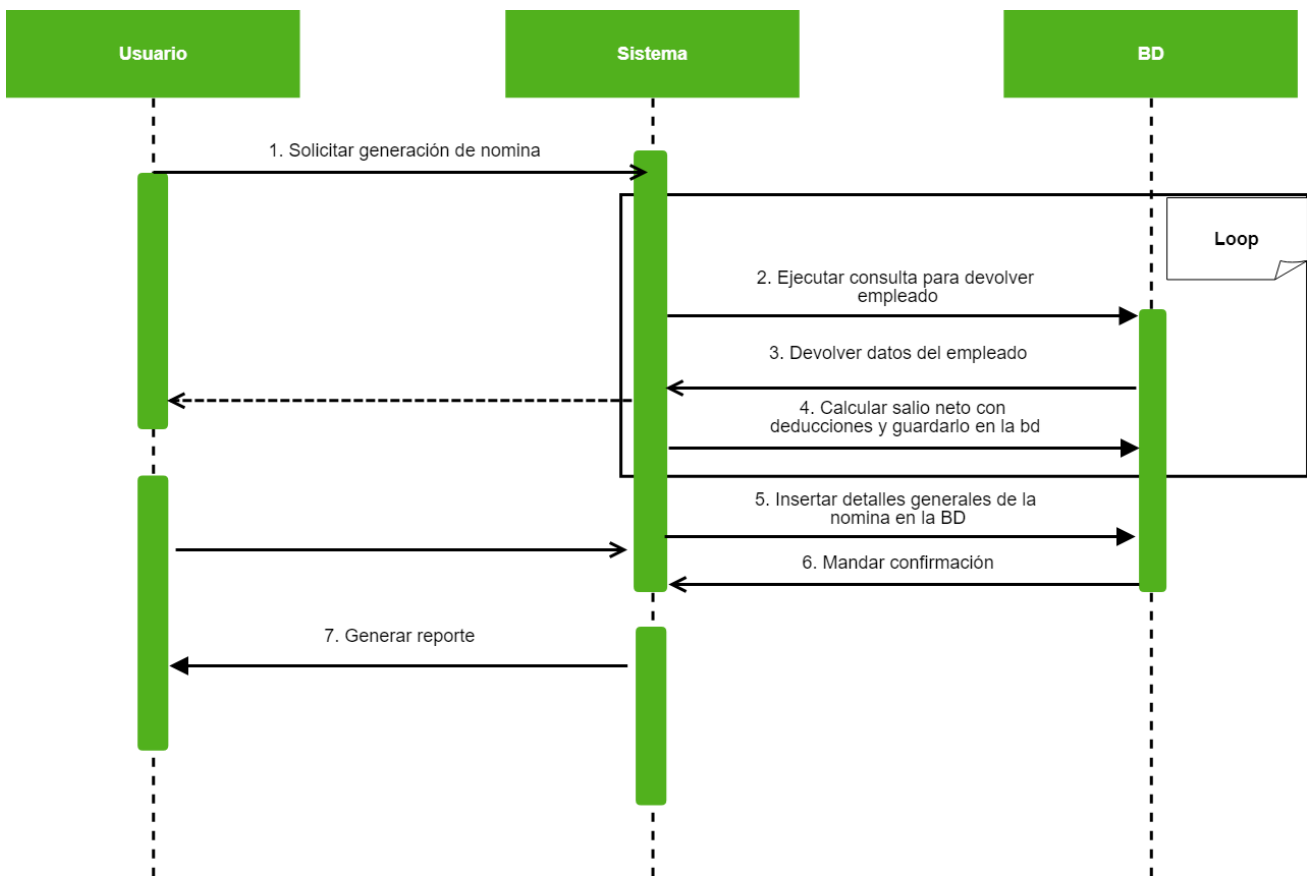 Usuario
Sistema
BD
1. Solicitar generación de nomina
Loop
2. Ejecutar consulta para devolver
empleado
3. Devolver datos del empleado
4. Calcular salio neto con
deducciones y guardarlo en la bd
5. Insertar detalles generales de la
nomina en la BD
6. Mandar confirmación
7. Generar reporte